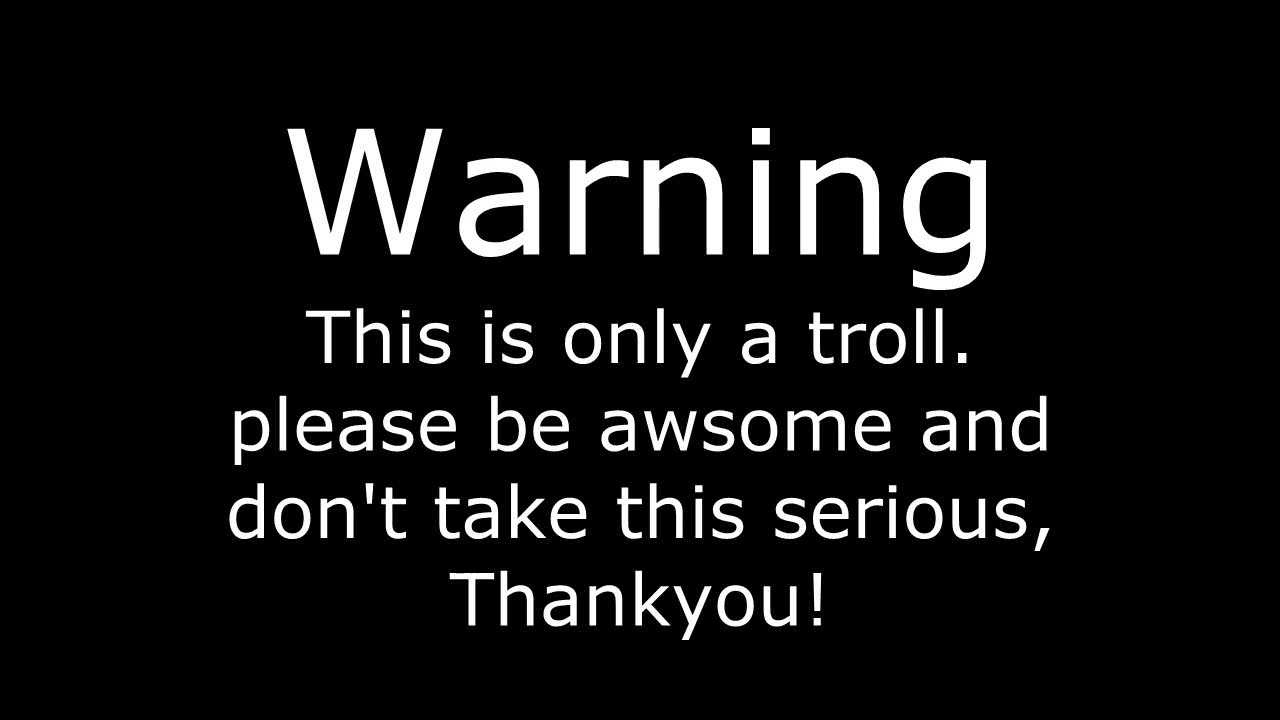 Warning
This is only a troll.
please be awsome and
don't take this serious,
Thankyou!